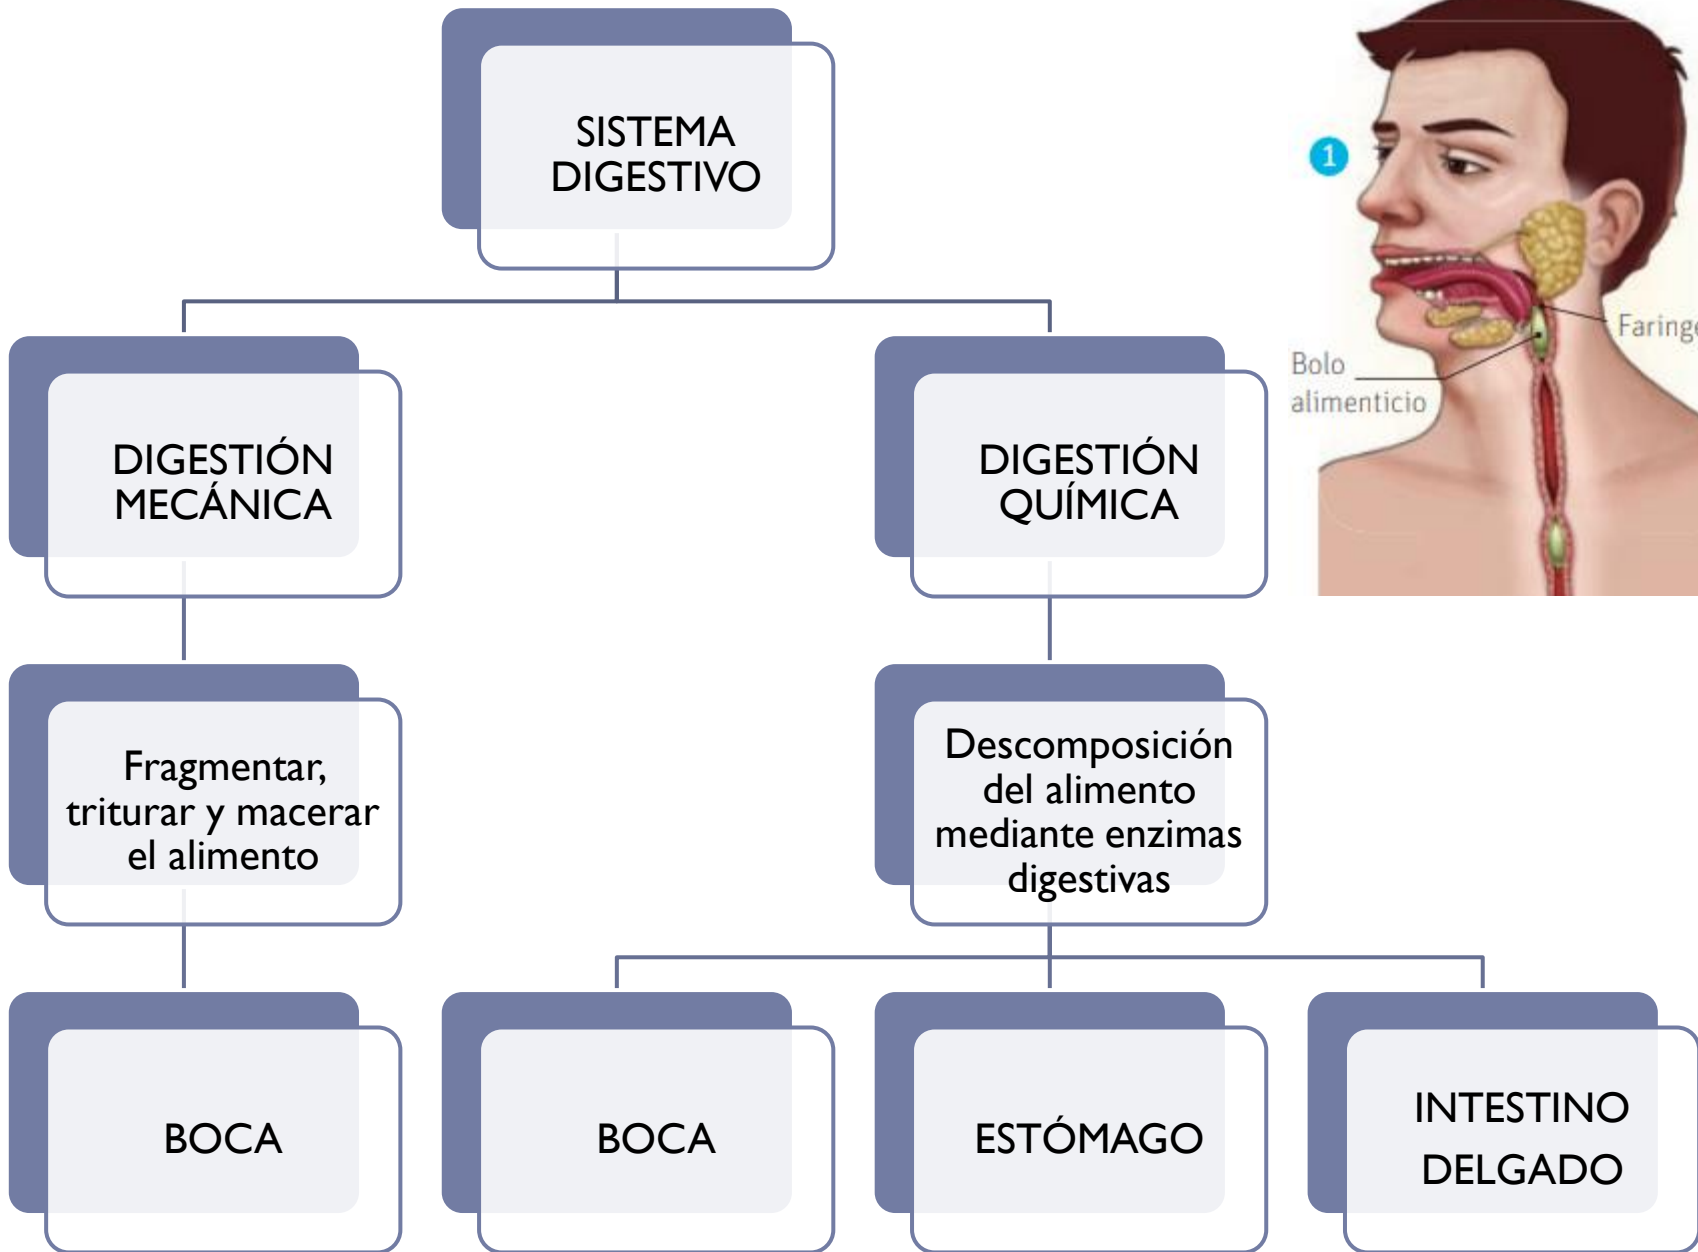 SISTEMA
DIGESTIVO
1
Bolo
alimenticio
DIGESTIÓN
MECÁNICA
DIGESTIÓN
QUÍMICA
Fragmentar,
triturar y macerar
el alimento
Descomposición
del alimento
mediante enzimas
digestivas
BOCA
BOCA
ESTÓMAGO
INTESTINO
DELGADO